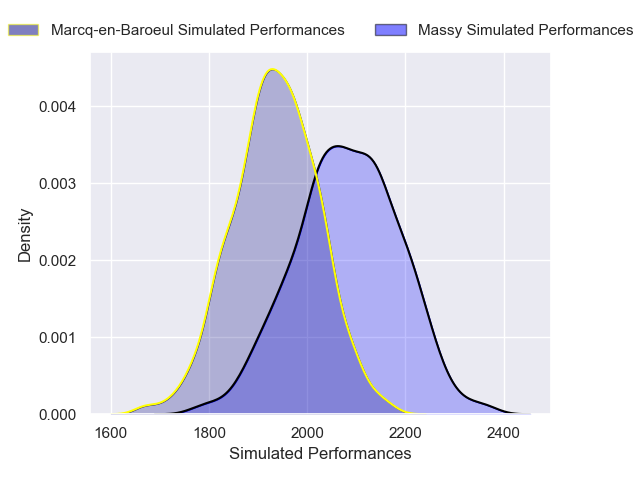 Marcq-en-Baroeul Simulated Performances
Massy Simulated Performances
0.004
0.003
0.002
0.001
0.000
Density
1600 1800 2000 2200 2400
Simulated Performances